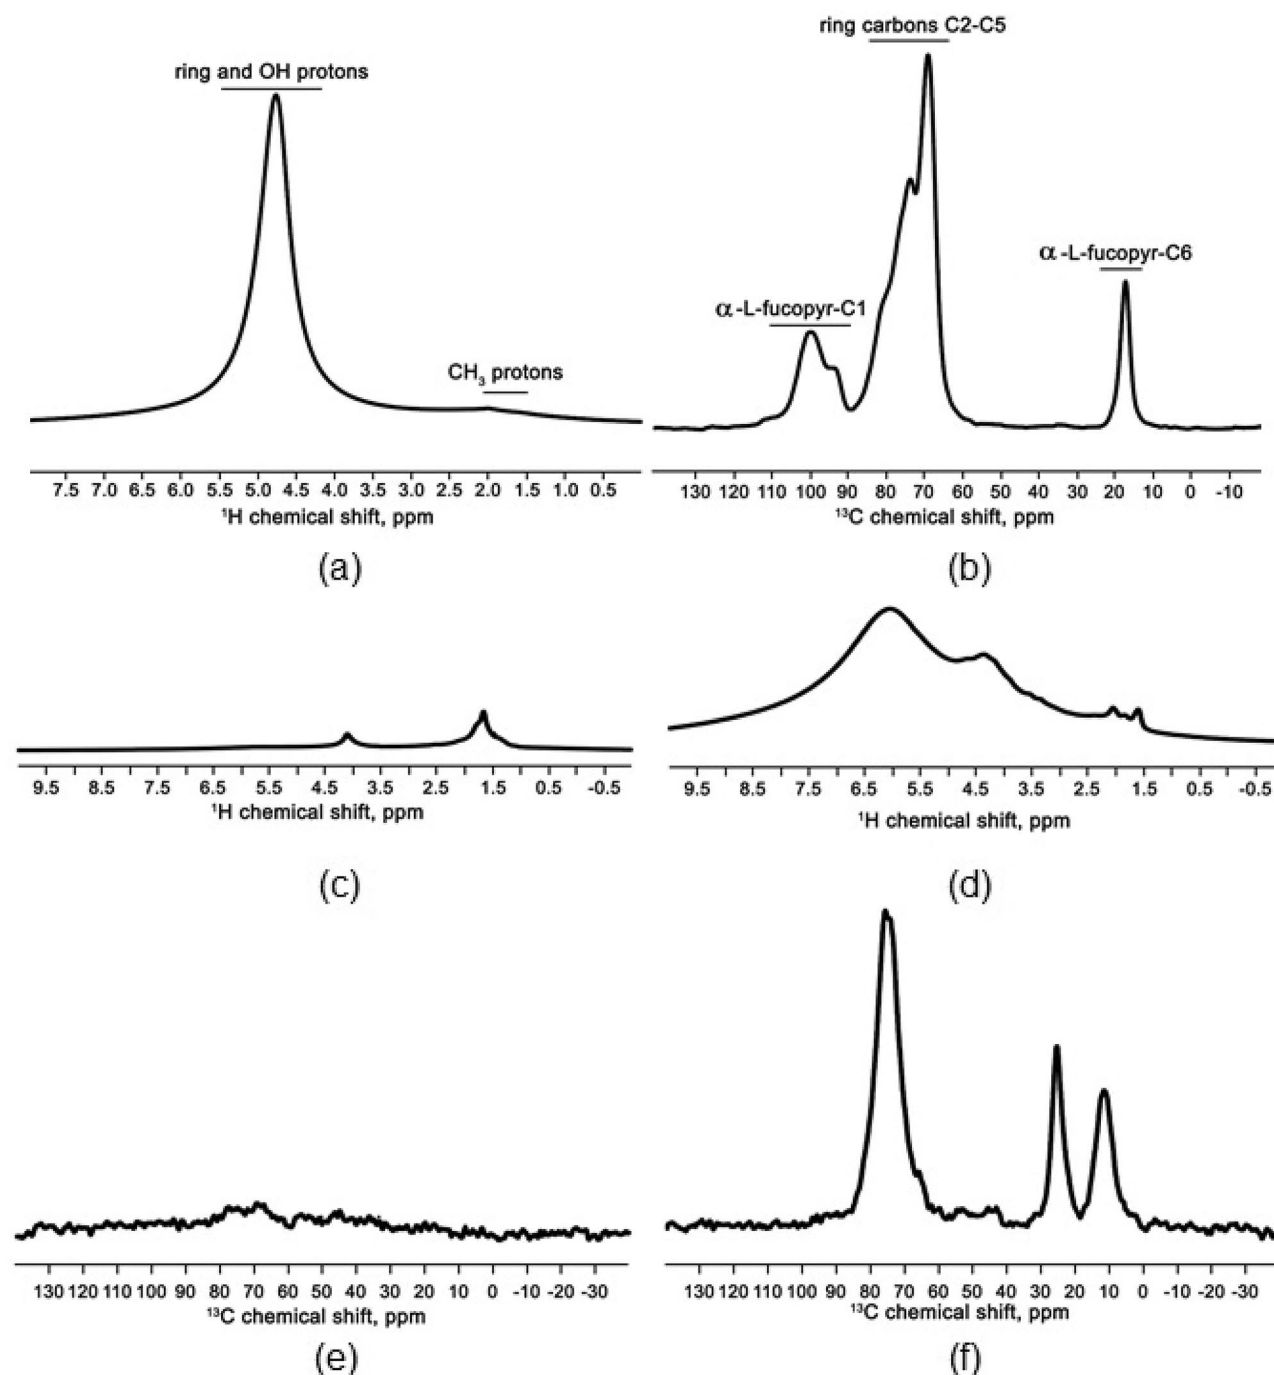 ring and OH protons
CH3 protons
7.5 7.0 6.5 6.0 5.5 5.0 4.5 4.0 3.5 3.0 2.5 2.0 1.5 1.0 0.5
¹H chemical shift, ppm
(a)
ring carbons C2-C5
α-L-fucopyr-C6
α-L-fucopyr-C1
130 120 110 100 90 80 70 60 50 40 30 20 10 0 -10
¹³C chemical shift, ppm
(b)
9.5 8.5 7.5 6.5 5.5 4.5 3.5 2.5 1.5 0.5 -0.5
¹H chemical shift, ppm
(c)
9.5 8.5 7.5 6.5 5.5 4.5 3.5 2.5 1.5 0.5 -0.5
¹H chemical shift, ppm
(d)
130 120 110 100 90 80 70 60 50 40 30 20 10 0 -10 -20 -30
¹³C chemical shift, ppm
(e)
130 120 110 100 90 80 70 60 50 40 30 20 10 0 -10 -20 -30
¹³C chemical shift, ppm
(f)